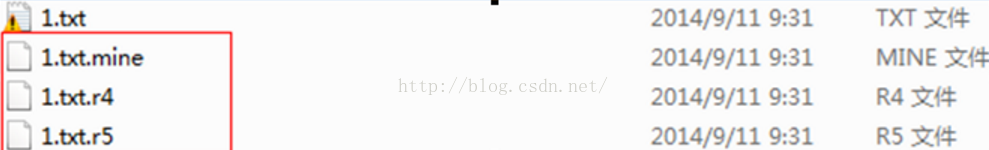 1.txt 2014/9/11 9:31 TXT 文件
1.txt.mine 2014/9/11 9:31 MINE 文件
http://blog.csdn.net/
1.txt.r4 2014/9/11 9:31 R4 文件
1.txt.r5 2014/9/11 9:31 R5 文件